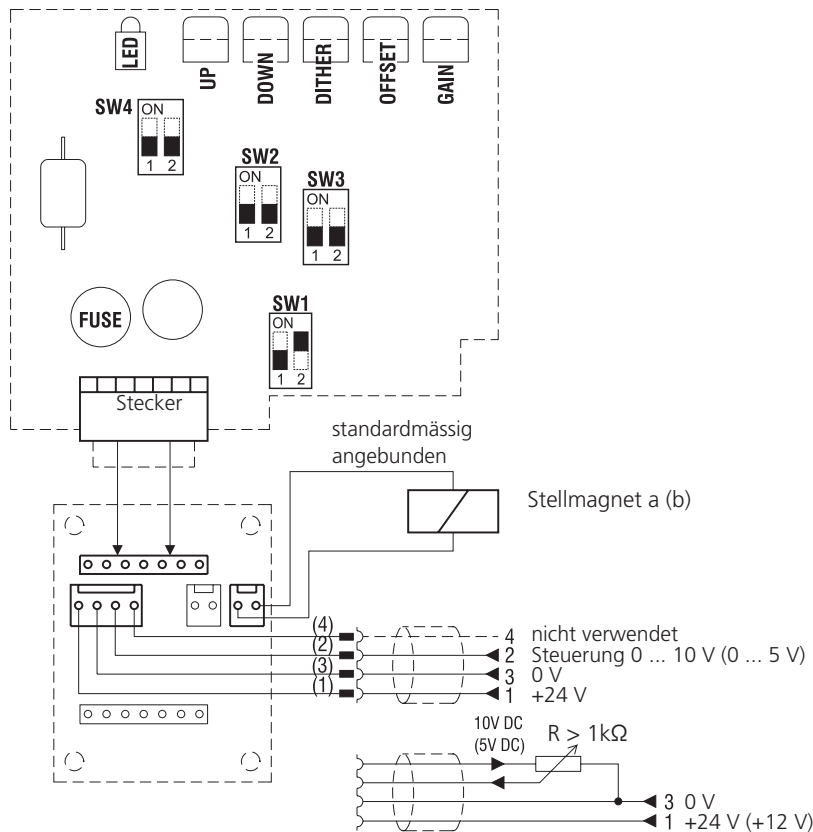 LED
UP
DOWN
DITHER
OFFSET
GAIN
SW4
ON
1 2
SW2
ON
1 2
SW3
ON
1 2
FUSE
SW1
ON
1 2
Stecker
standardmässig
angebunden
Stellmagnet a (b)
(4)
4 nicht verwendet
(2)
2 Steuerung 0 ... 10 V (0 ... 5 V)
(3)
3 0 V
(1)
1 +24 V
10V DC
(5V DC)
R > 1kΩ
3 0 V
1 +24 V (+12 V)